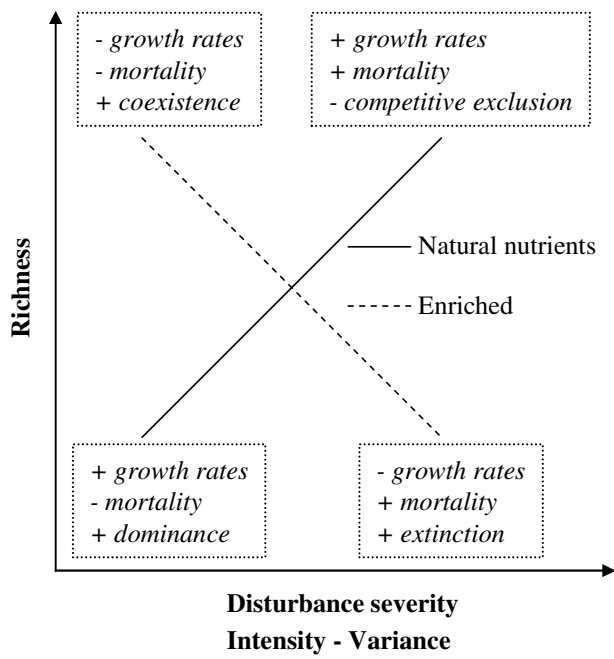 - growth rates
- mortality
+ coexistence
+ growth rates
+ mortality
- competitive exclusion
Richness
Natural nutrients
Enriched
+ growth rates
- mortality
+ dominance
- growth rates
+ mortality
+ extinction
Disturbance severity
Intensity - Variance